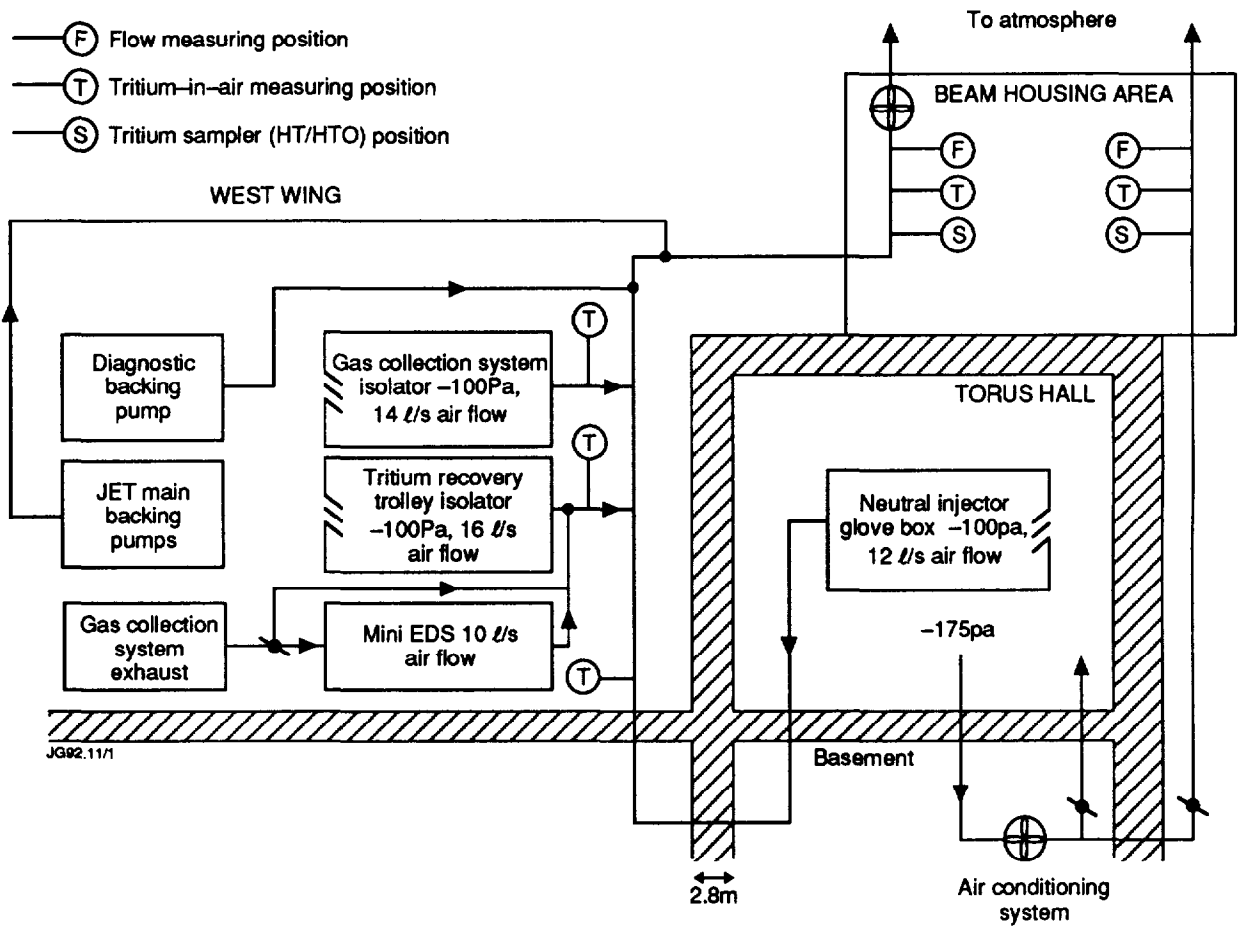 F Flow measuring position
T Tritium–in–air measuring position
S Tritium sampler (HT/HTO) position
To atmosphere
BEAM HOUSING AREA
F F
T T
S S
WEST WING
Diagnostic
backing
pump
T
Gas collection system
isolator –100Pa,
14 ℓ/s air flow
JET main
backing
pumps
T
Tritium recovery
trolley isolator
–100Pa, 16 ℓ/s
air flow
Gas collection
system
exhaust
Mini EDS 10 ℓ/s
air flow
T
TORUS HALL
Neutral injector
glove box –100pa,
12 ℓ/s air flow
–175pa
JG92.11/1
Basement
2.8m
Air conditioning
system